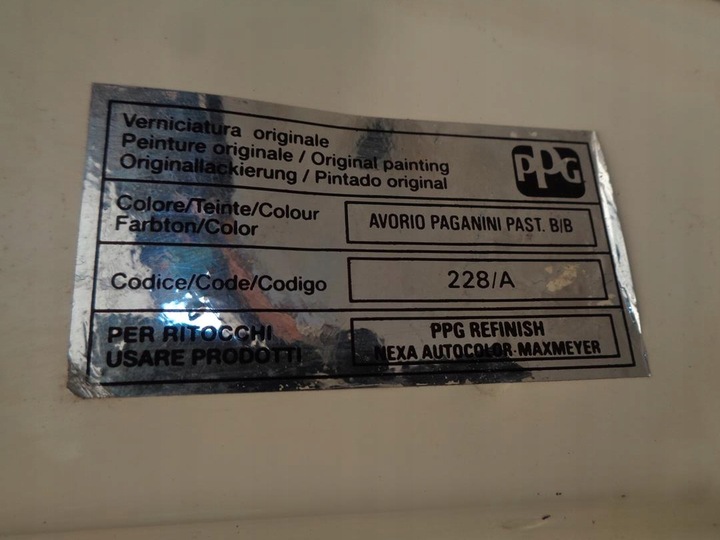 Verniciatura originale
Peinture originale / Original painting
Originallackierung / Pintado original
PPG
Colore/Teinte/Colour
Farbton/Color
AVORIO PAGANINI PAST. B/B
Codice/Code/Codigo
228/A
PER RITOCCHI
USARE PRODOTTI
PPG REFINISH
NEXA AUTOCOLOR-MAXMEYER